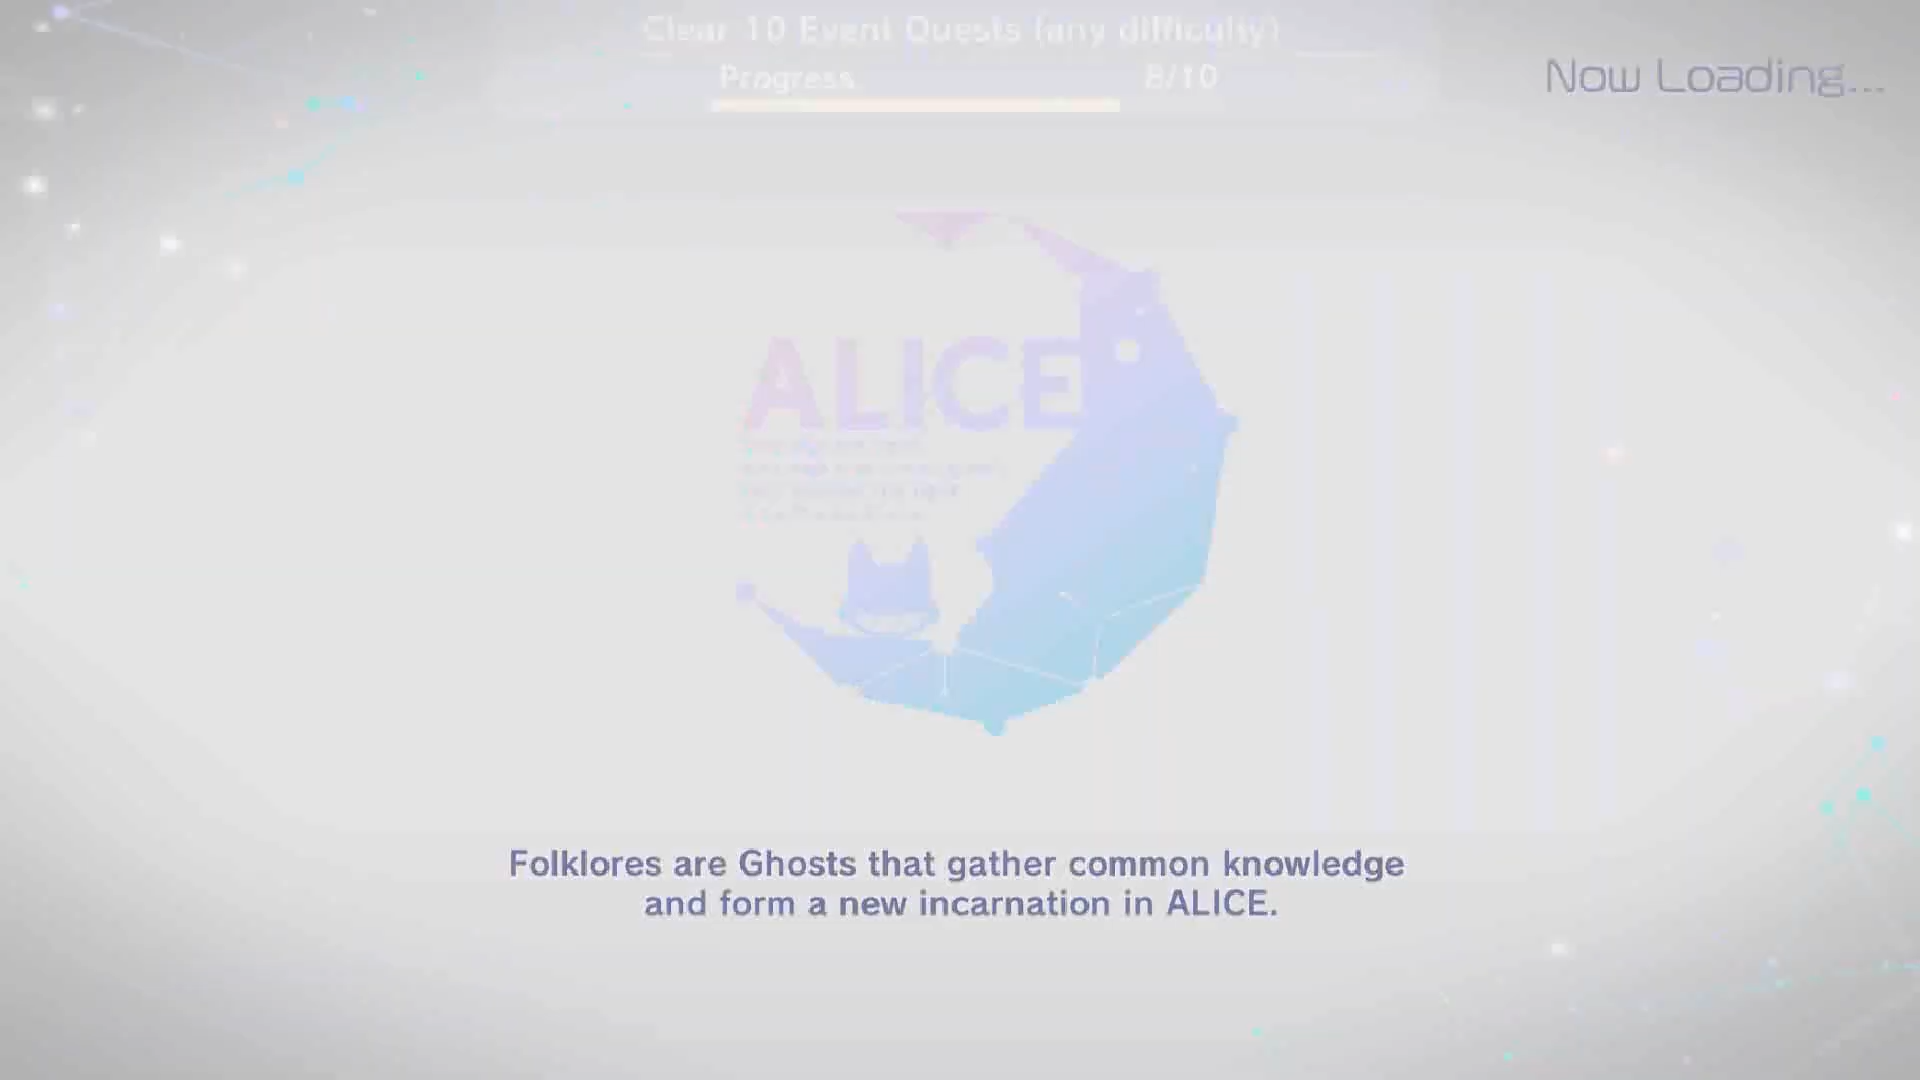 Clear 10 Event Quests (any difficulty)
Progress 8/10
Now Loading...
ALICE
Folklores are Ghosts that gather common knowledge
and form a new incarnation in ALICE.